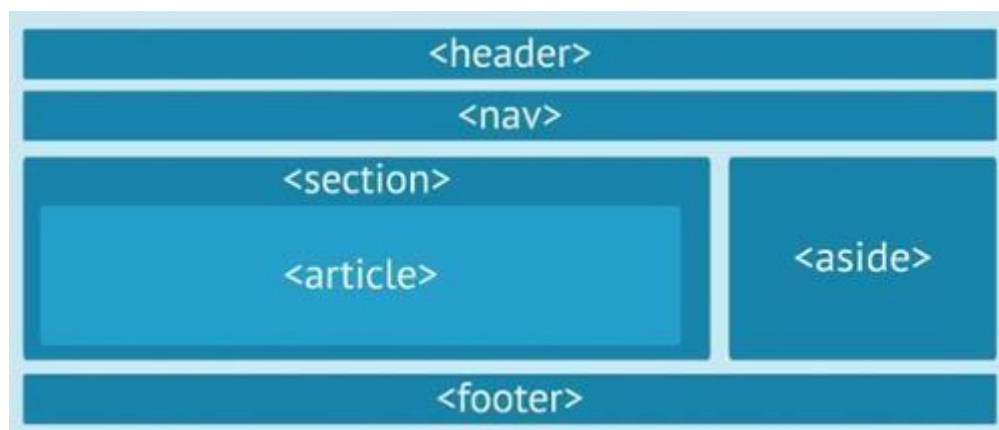 <header>
<nav>
<section>
<article>
<aside>
<footer>